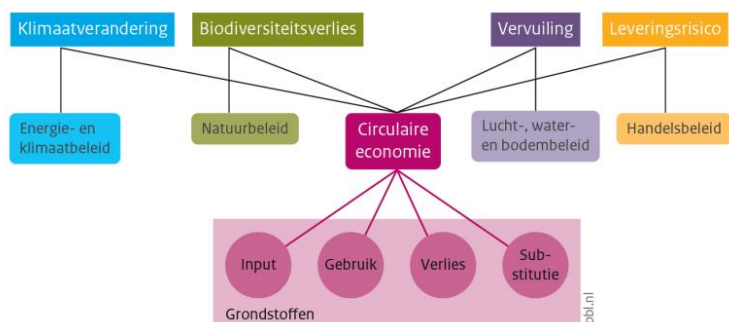 Klimaatverandering
Biodiversiteitsverlies
Vervuiling
Leveringsrisico
Energie- en
klimaatbeleid
Natuurbeleid
Circulaire
economie
Lucht-, water-
en bodembeleid
Handelsbeleid
Input
Gebruik
Verlies
Sub-
stitutie
Grondstoffen
pbl.nl